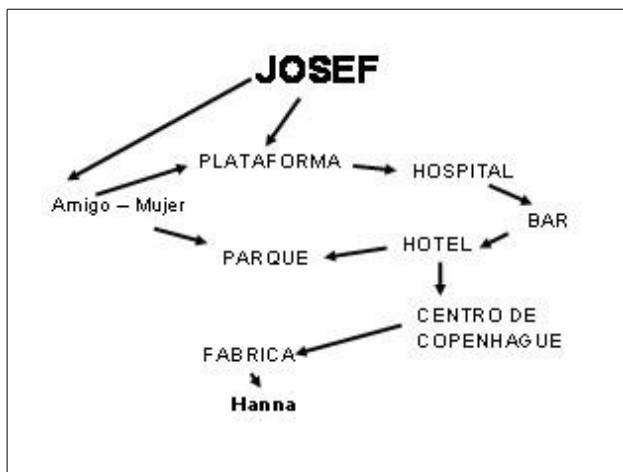 JOSEF
PLATAFORMA
HOSPITAL
Amigo – Mujer
BAR
PARQUE
HOTEL
CENTRO DE
COPENHAGUE
FABRICA
Hanna